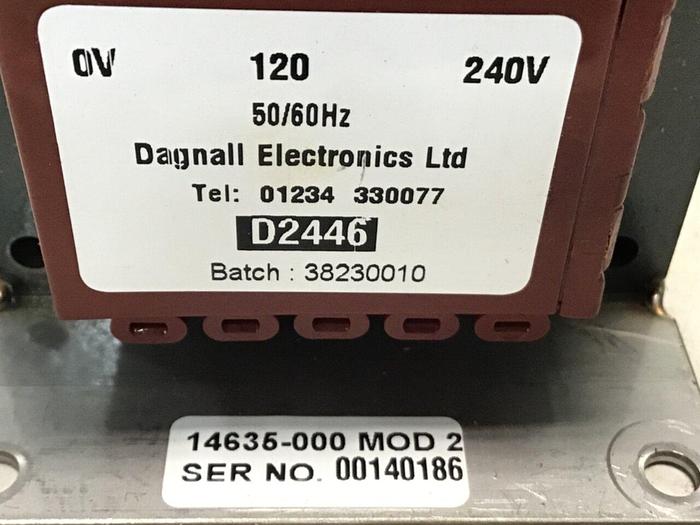 0V 120 240V
50/60Hz
Dagnall Electronics Ltd
Tel: 01234 330077
D2446
Batch : 38230010
14635-000 MOD 2
SER NO. 00140186